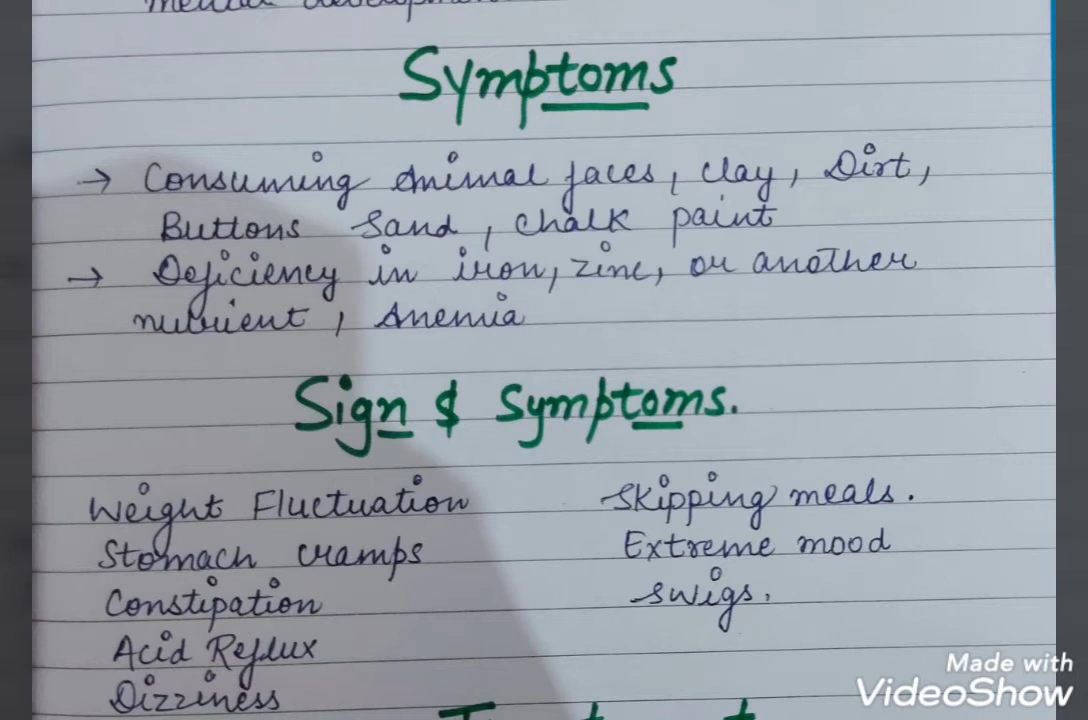 Symptoms
→ Consuming Animal faces, clay, Dirt,
Buttons Sand, chalk paint
→ Deficiency in iron, zinc, or another
nutrient, Anemia
Sign & Symptoms.
Weight Fluctuation
Stomach cramps
Constipation
Acid Reflux
Dizziness
Skipping meals.
Extreme mood
swigs.
Made with
VideoShow